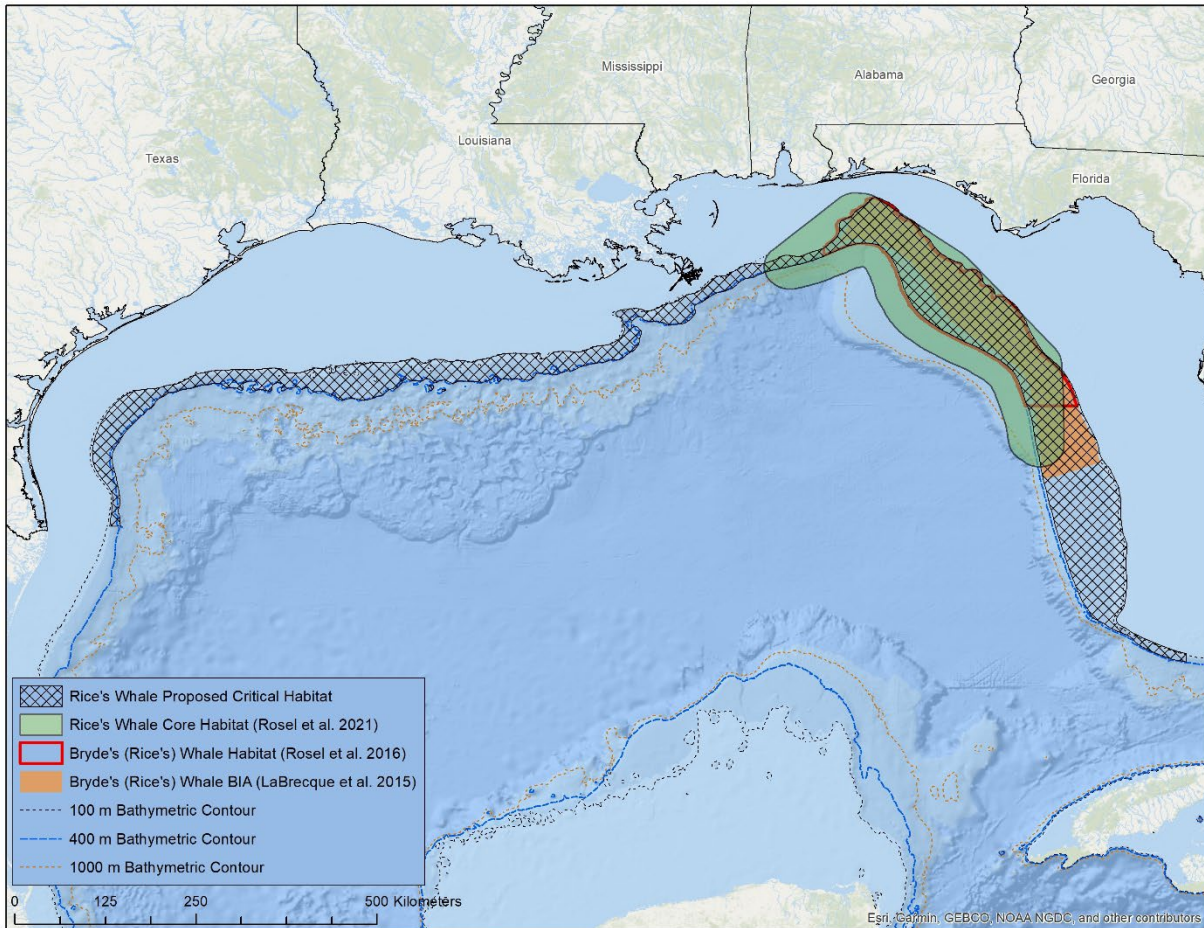 Mississippi
Alabama
Georgia
Louisiana
Texas
Florida
Rice's Whale Proposed Critical Habitat
Rice's Whale Core Habitat (Rosel et al. 2021)
Bryde's (Rice's) Whale Habitat (Rosel et al. 2016)
Bryde's (Rice's) Whale BIA (LaBrecque et al. 2015)
100 m Bathymetric Contour
400 m Bathymetric Contour
1000 m Bathymetric Contour
0 125 250 500 Kilometers
Esri, Garmin, GEBCO, NOAA NGDC, and other contributors